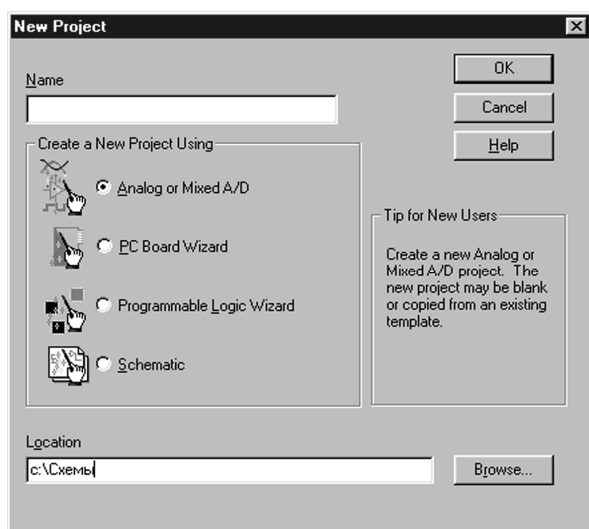 New Project
Name
OK
Cancel
Help
Create a New Project Using
Analog or Mixed A/D
PC Board Wizard
Programmable Logic Wizard
Schematic
Tip for New Users
Create a new Analog or
Mixed A/D project. The
new project may be blank
or copied from an existing
template.
Location
c:\Схемы
Browse...